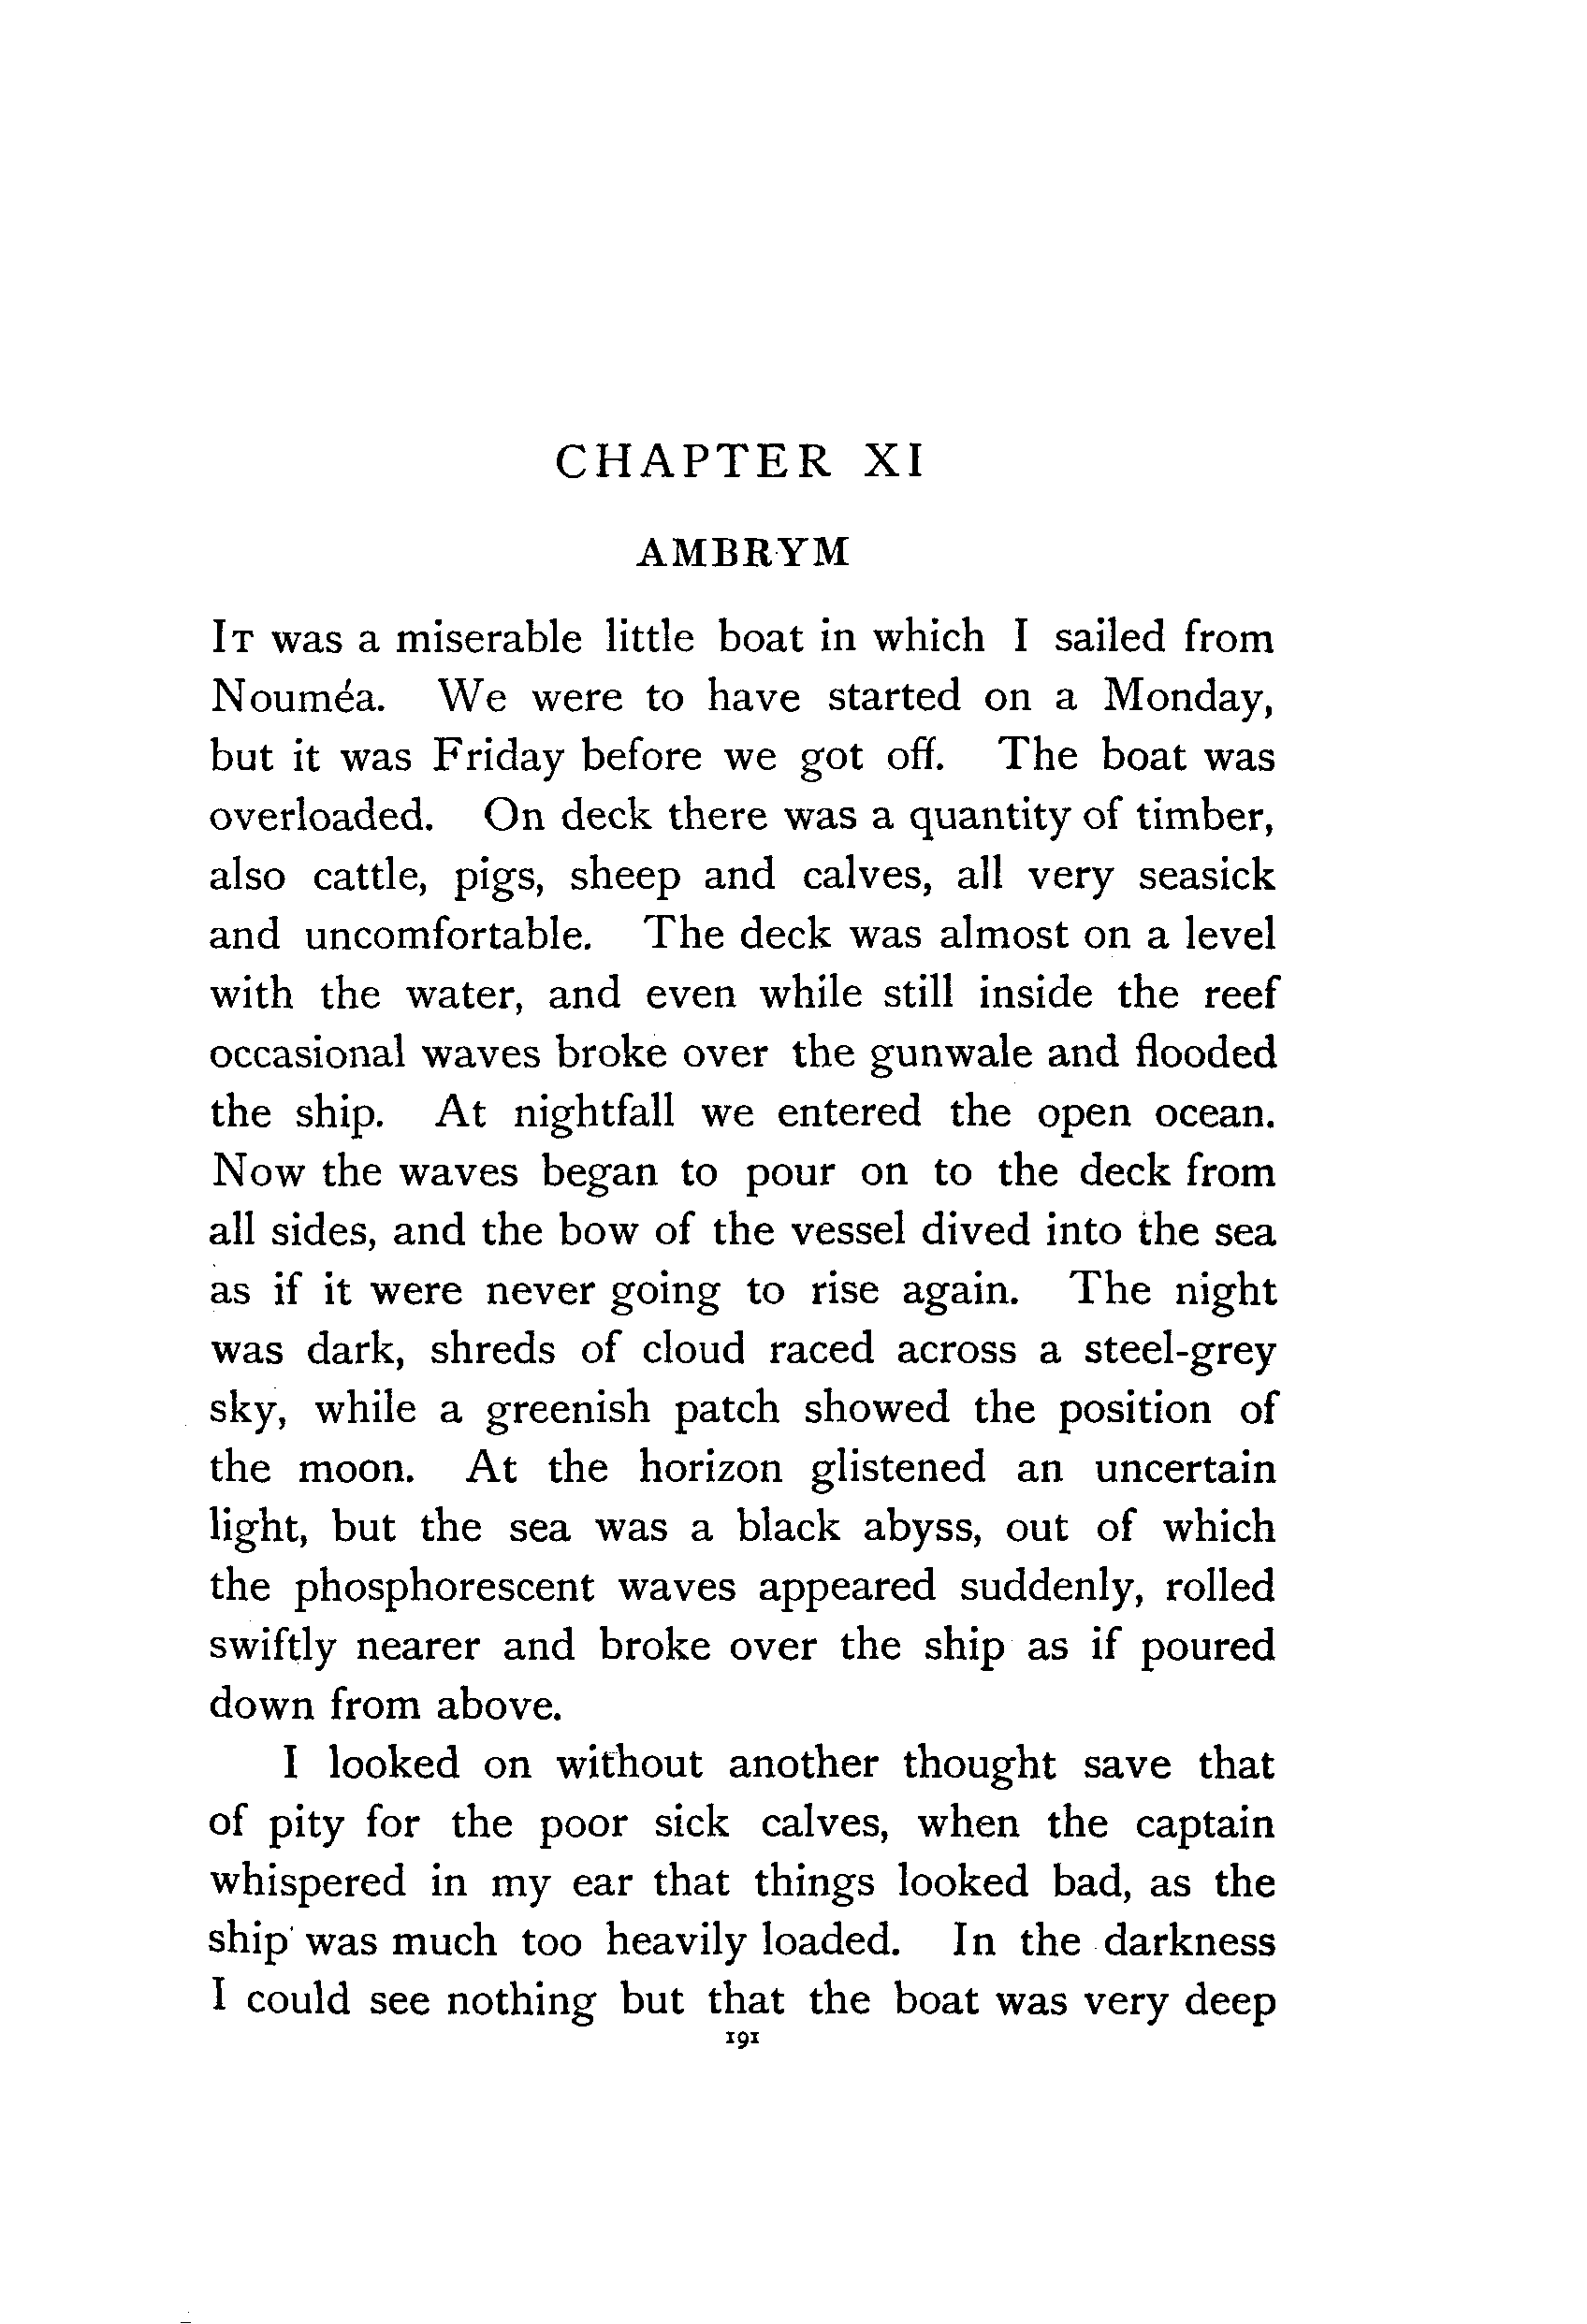 CHAPTER XI
AMBRYM
IT was a miserable little boat in which I sailed from
Nouméa. We were to have started on a Monday,
but it was Friday before we got off. The boat was
overloaded. On deck there was a quantity of timber,
also cattle, pigs, sheep and calves, all very seasick
and uncomfortable. The deck was almost on a level
with the water, and even while still inside the reef
occasional waves broke over the gunwale and flooded
the ship. At nightfall we entered the open ocean.
Now the waves began to pour on to the deck from
all sides, and the bow of the vessel dived into the sea
as if it were never going to rise again. The night
was dark, shreds of cloud raced across a steel-grey
sky, while a greenish patch showed the position of
the moon. At the horizon glistened an uncertain
light, but the sea was a black abyss, out of which
the phosphorescent waves appeared suddenly, rolled
swiftly nearer and broke over the ship as if poured
down from above.
I looked on without another thought save that
of pity for the poor sick calves, when the captain
whispered in my ear that things looked bad, as the
ship was much too heavily loaded. In the darkness
I could see nothing but that the boat was very deep
191